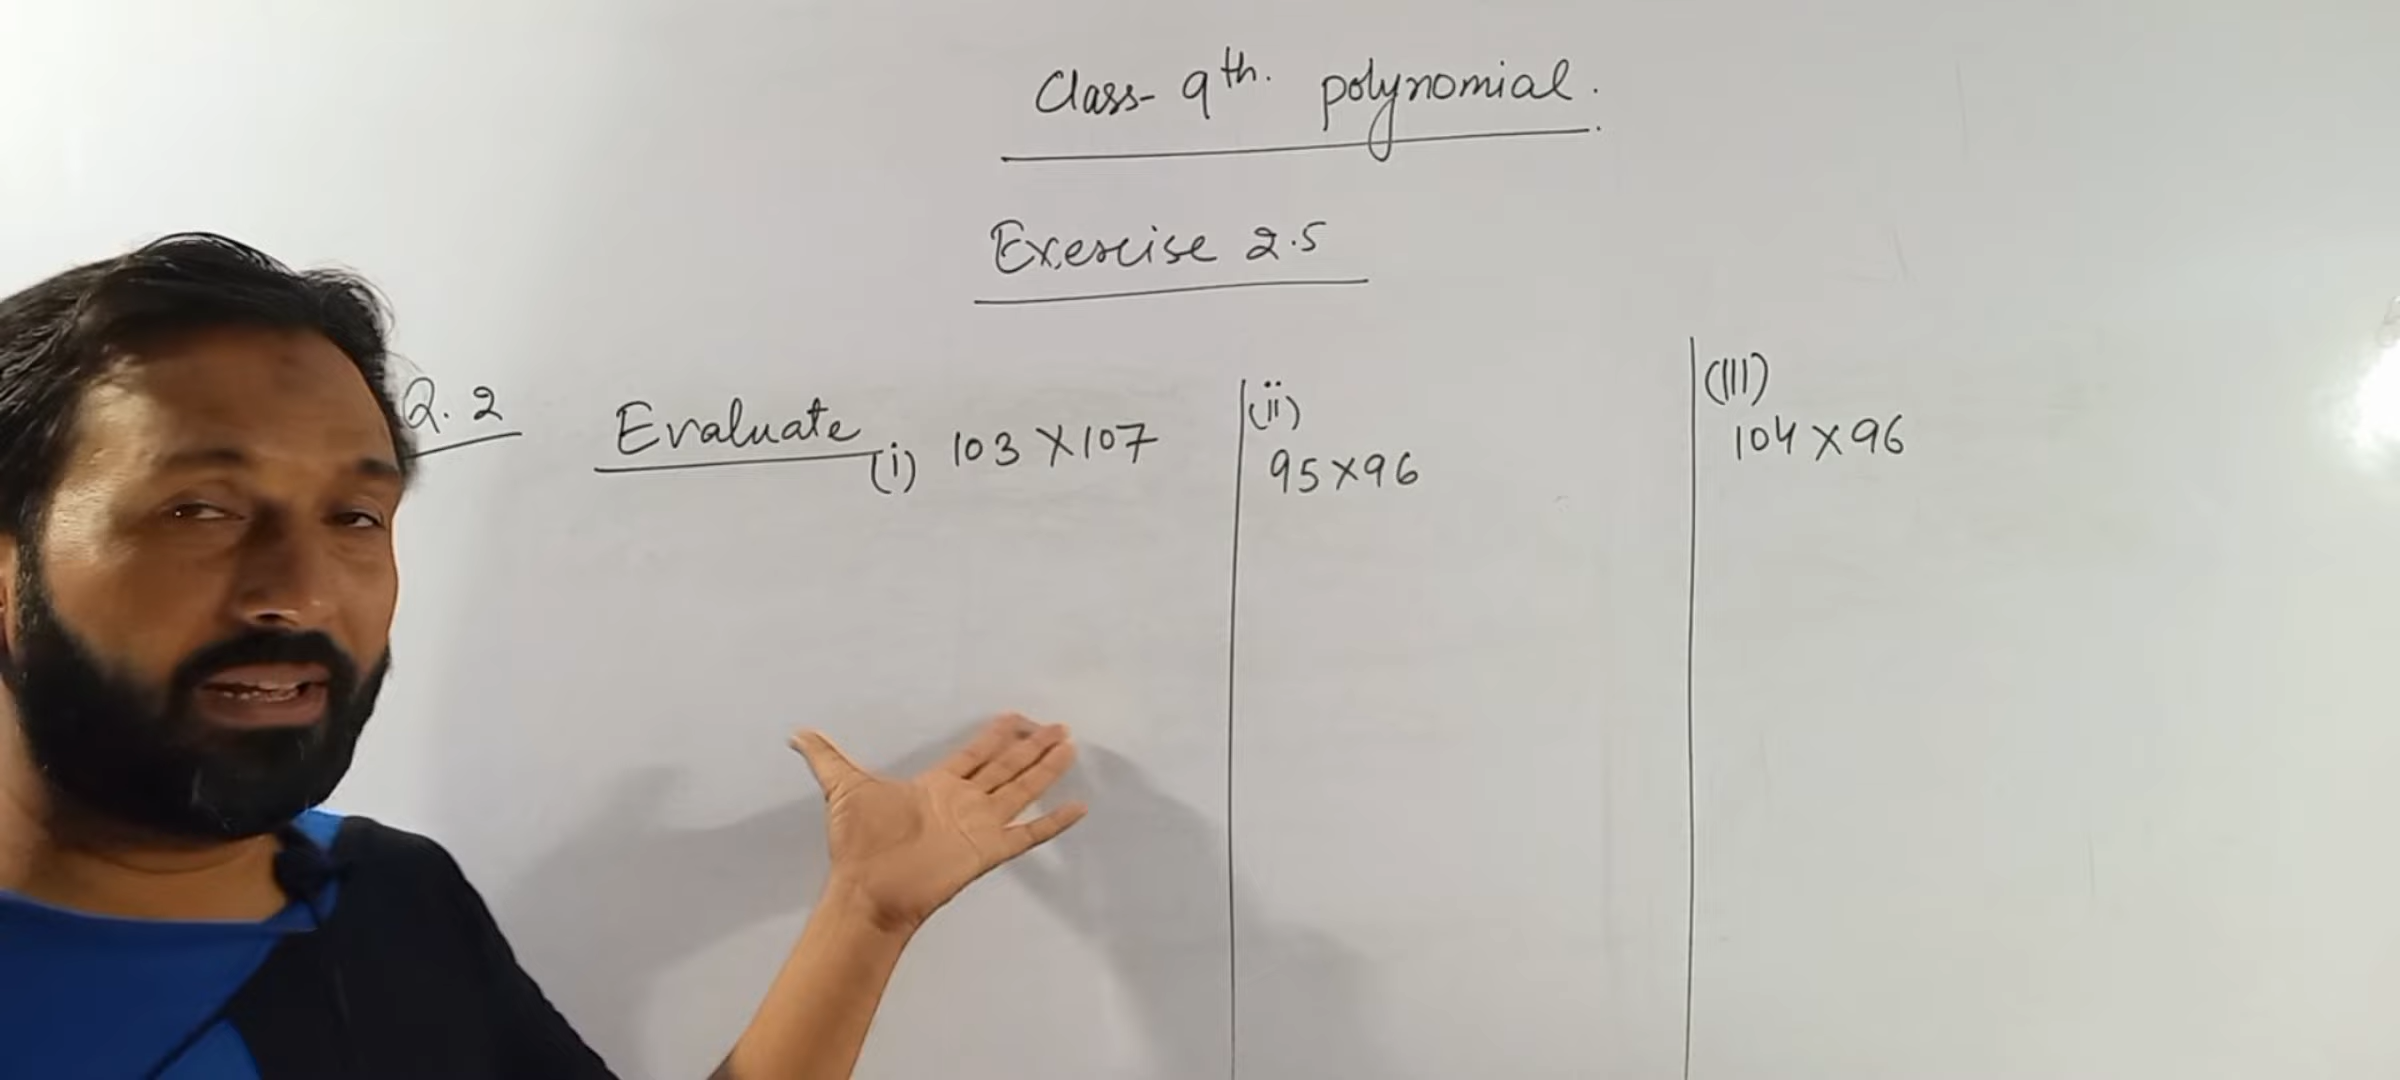 Class- 9th. polynomial.
Exercise 2.5
Q. 2 Evaluate (i) 103 X 107
(ii)
95 X 96
(III)
104 X 96